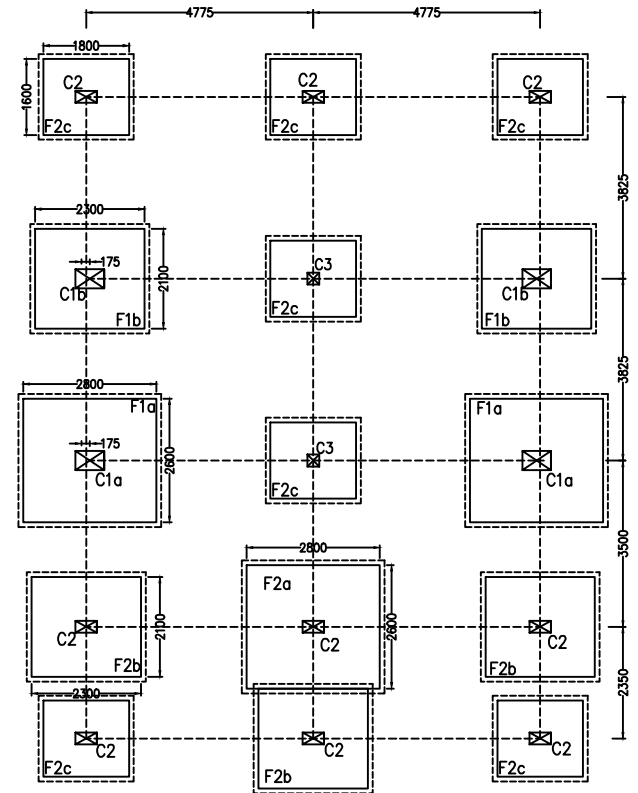 4775 4775
1800
C2 C2 C2
1600
F2c F2c F2c
3825
2300
175 C3
C1b 2100 C1b
F2c
F1b F1b
3825
2800
F1a F1a
175 C3
2600
C1a C1a
F2c
3500
2800
F2a
2100 2600
C2 C2 C2
F2b F2b
2350
2300
C2 C2 C2
F2c F2b F2c